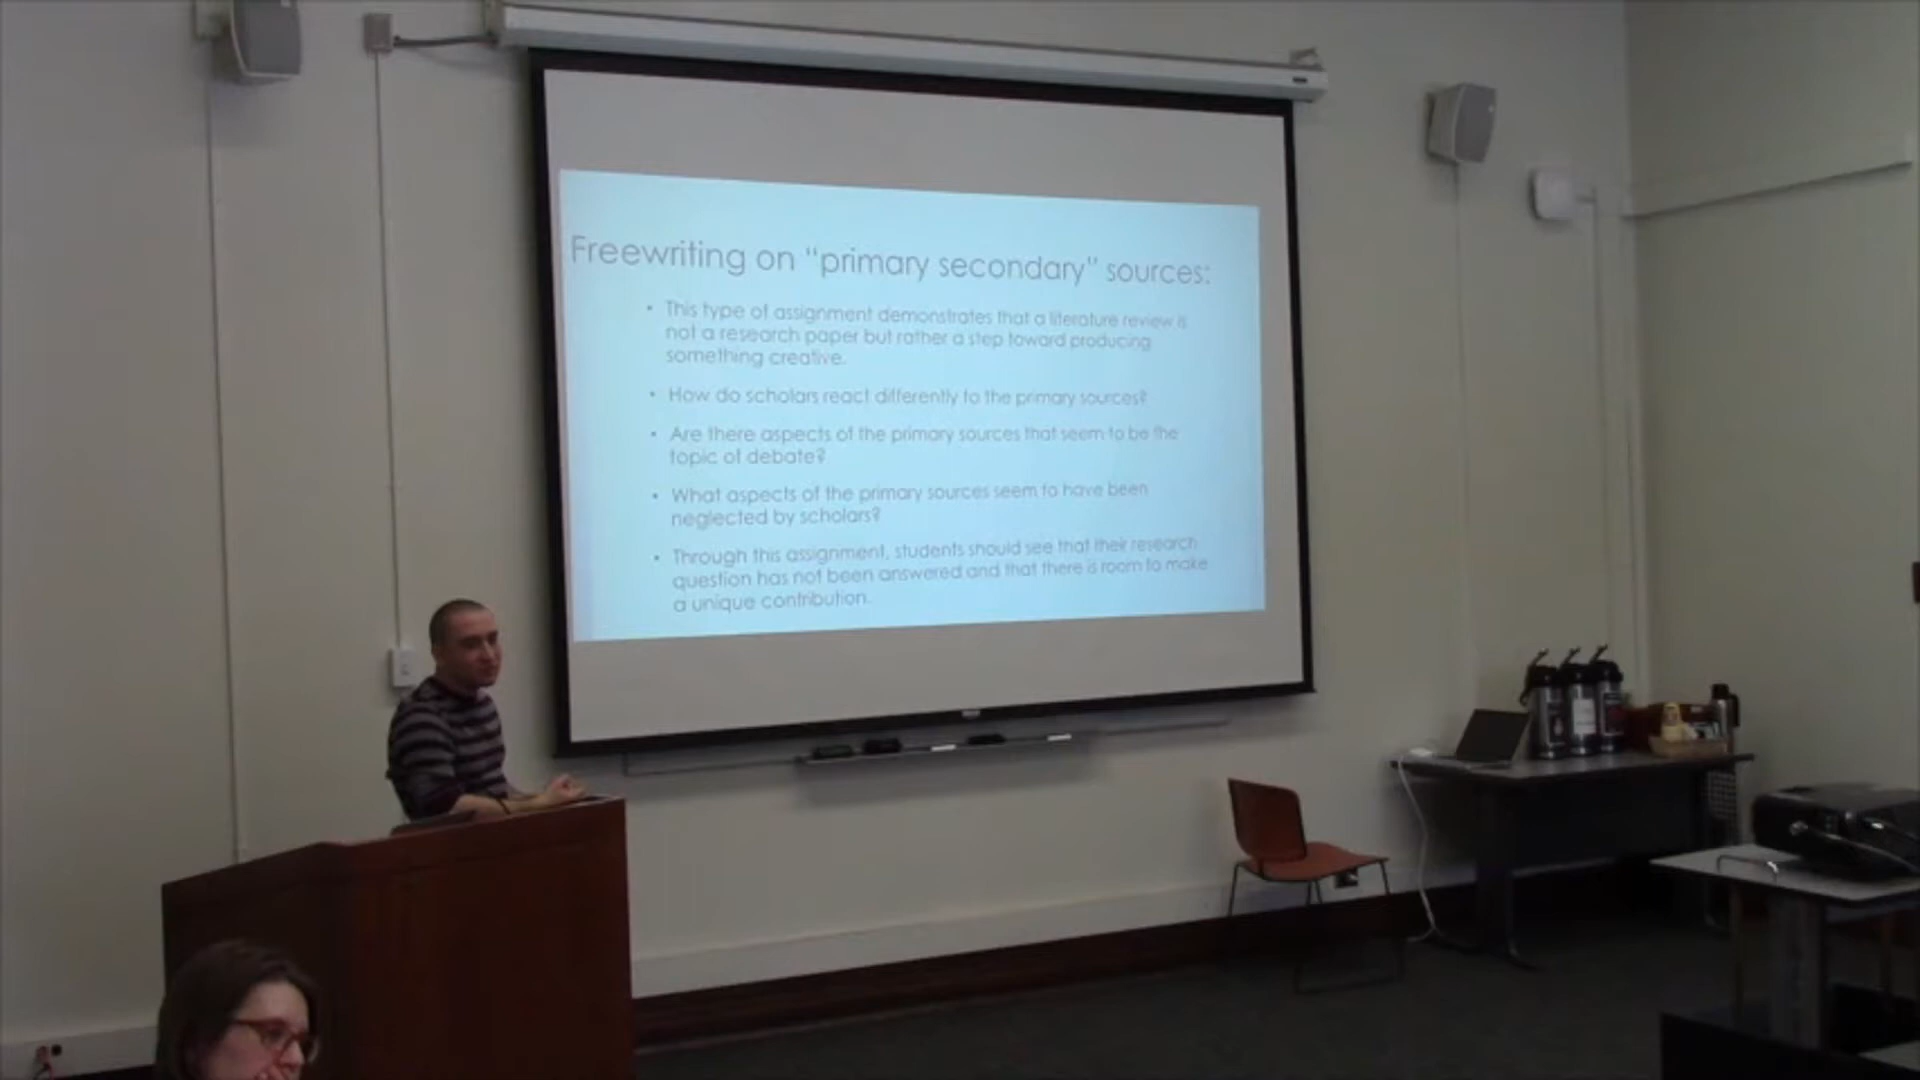 Freewriting on “primary secondary” sources:
• This type of assignment demonstrates that a literature review is
not a research paper but rather a step toward producing
something creative.
• How do scholars react differently to the primary sources?
• Are there aspects of the primary sources that seem to be the
topic of debate?
• What aspects of the primary sources seem to have been
neglected by scholars?
• Through this assignment, students should see that their research
question has not been answered and that there is room to make
a unique contribution.